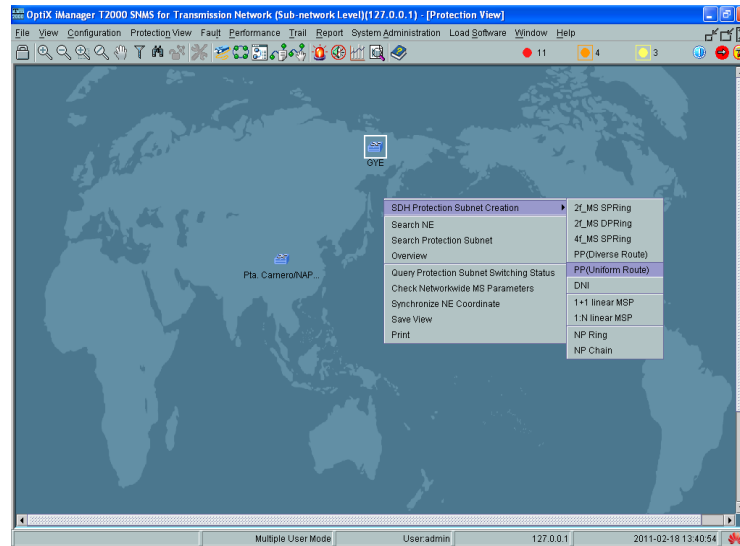 OptiX iManager T2000 SNMS for Transmission Network (Sub-network Level)(127.0.0.1) - [Protection View]
File View Configuration Protection View Fault Performance Trail Report System Administration Load Software Window Help
11 4 3
GYE
Pta. Carnero/NAP...
SDH Protection Subnet Creation
Search NE
Search Protection Subnet
Overview
Query Protection Subnet Switching Status
Check Networkwide MS Parameters
Synchronize NE Coordinate
Save View
Print
2f_MS SPRing
2f_MS DPRing
4f_MS SPRing
PP(Diverse Route)
PP(Uniform Route)
DNI
1+1 linear MSP
1:N linear MSP
NP Ring
NP Chain
Multiple User Mode User:admin 127.0.0.1 2011-02-18 13:40:54